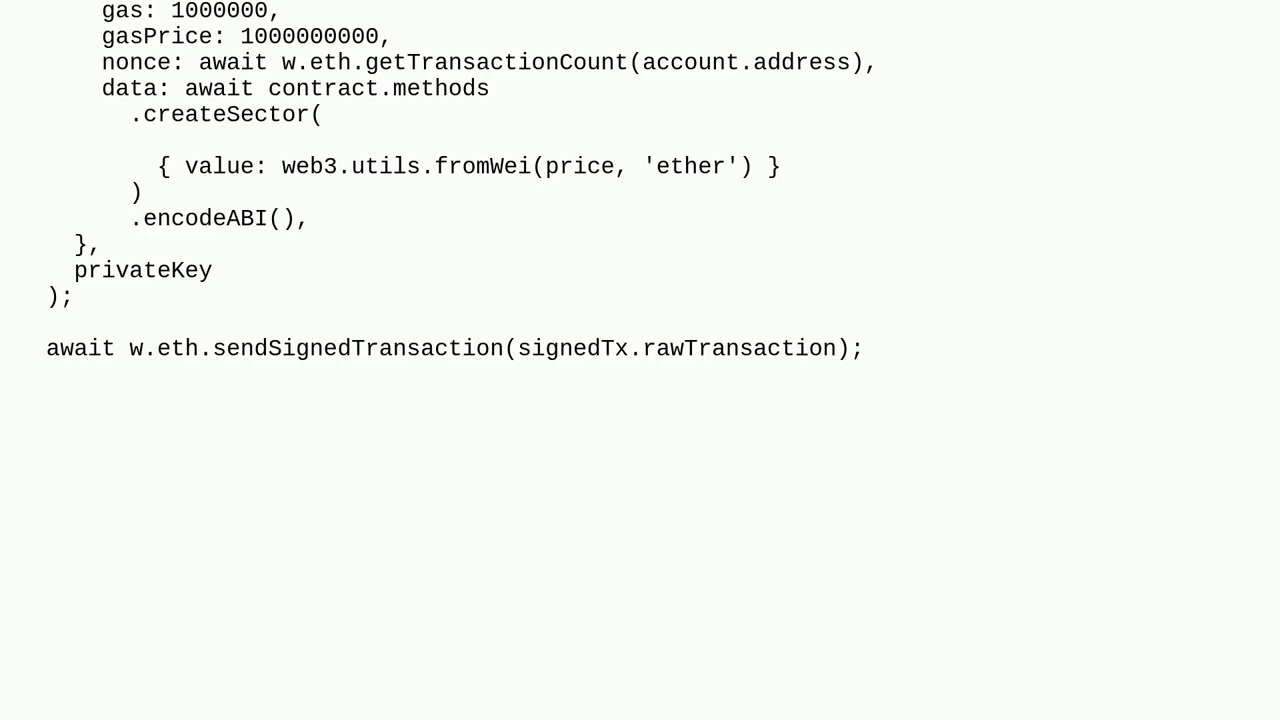 gas: 1000000,
gasPrice: 1000000000,
nonce: await w.eth.getTransactionCount(account.address),
data: await contract.methods
.createSector(
{ value: web3.utils.fromWei(price, 'ether') }
)
.encodeABI(),
},
privateKey
);
await w.eth.sendSignedTransaction(signedTx.rawTransaction);